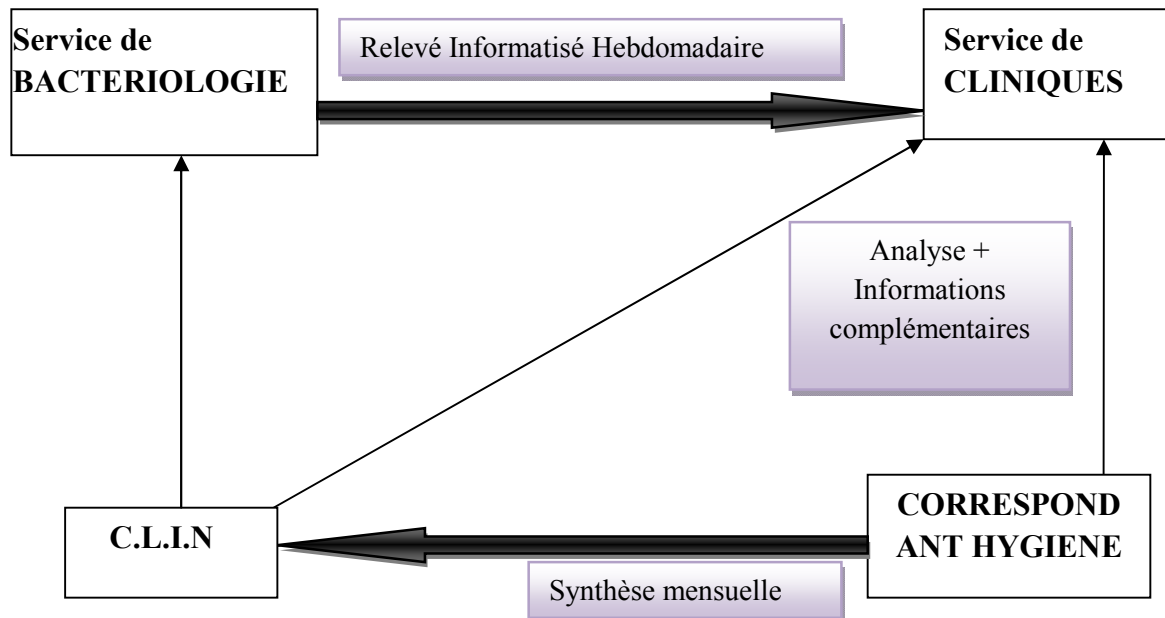 Service de
BACTERIOLOGIE
Relevé Informatisé Hebdomadaire
Service de
CLINIQUES
Analyse +
Informations
complémentaires
C.L.I.N
CORRESPOND
ANT HYGIENE
Synthèse mensuelle